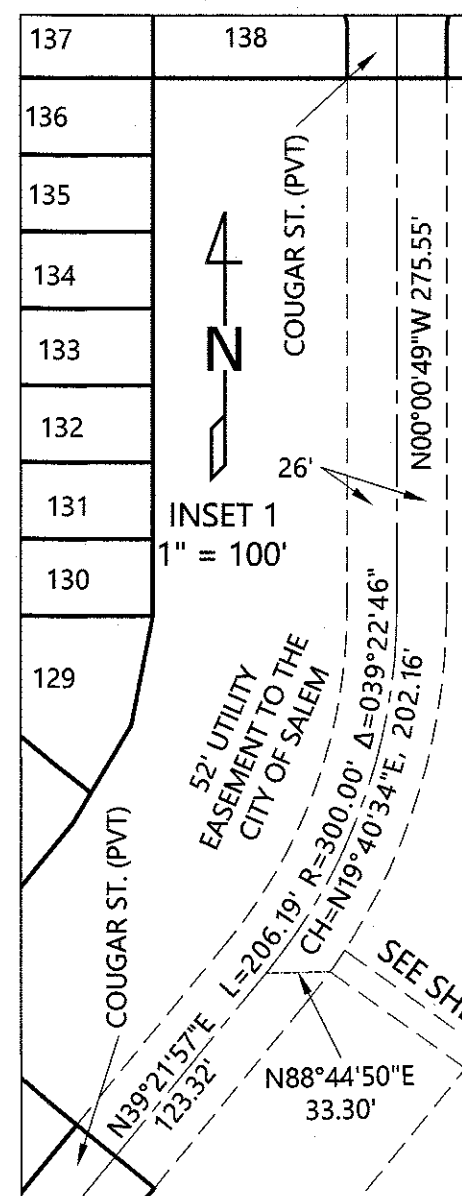 137
138
136
135
134
133
132
131
130
129
COUGAR ST. (PVT)
N
INSET 1
1" = 100'
26'
N00°00'49"W 275.55'
52' UTILITY
EASEMENT TO THE
CITY OF SALEM
L=206.19' R=300.00' Δ=039°22'46"
CH=N19°40'34"E, 202.16'
COUGAR ST. (PVT)
N39°21'57"E
123.32'
N88°44'50"E
33.30'
SEE